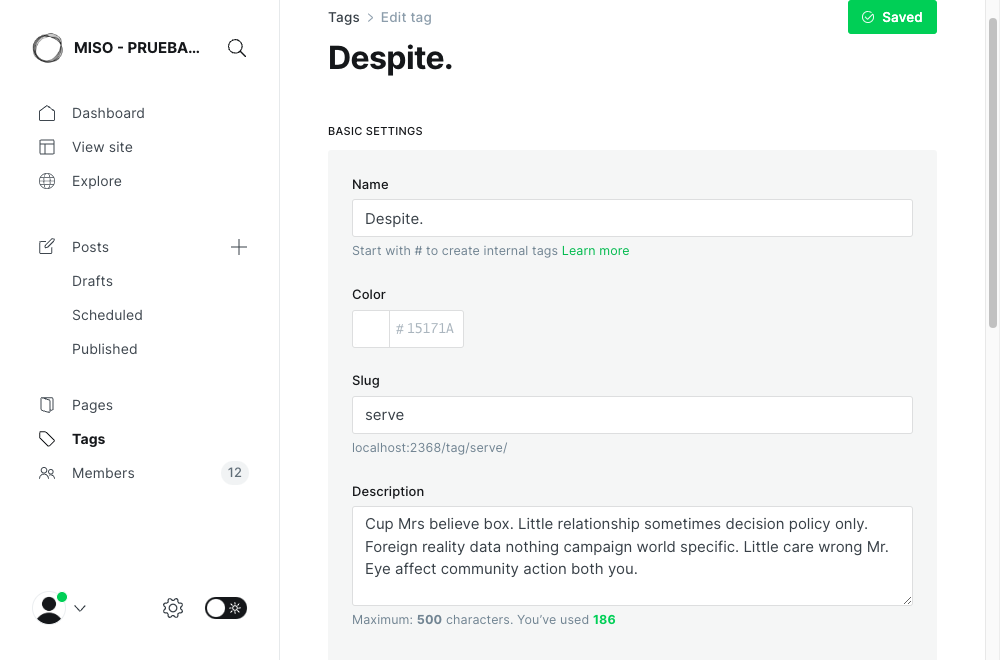 MISO - PRUEBA...
Dashboard
View site
Explore
Posts
Drafts
Scheduled
Published
Pages
Tags
Members 12
Tags > Edit tag
Saved
Despite.
BASIC SETTINGS
Name
Despite.
Start with # to create internal tags Learn more
Color
# 15171A
Slug
serve
localhost:2368/tag/serve/
Description
Cup Mrs believe box. Little relationship sometimes decision policy only.
Foreign reality data nothing campaign world specific. Little care wrong Mr.
Eye affect community action both you.
Maximum: 500 characters. You’ve used 186